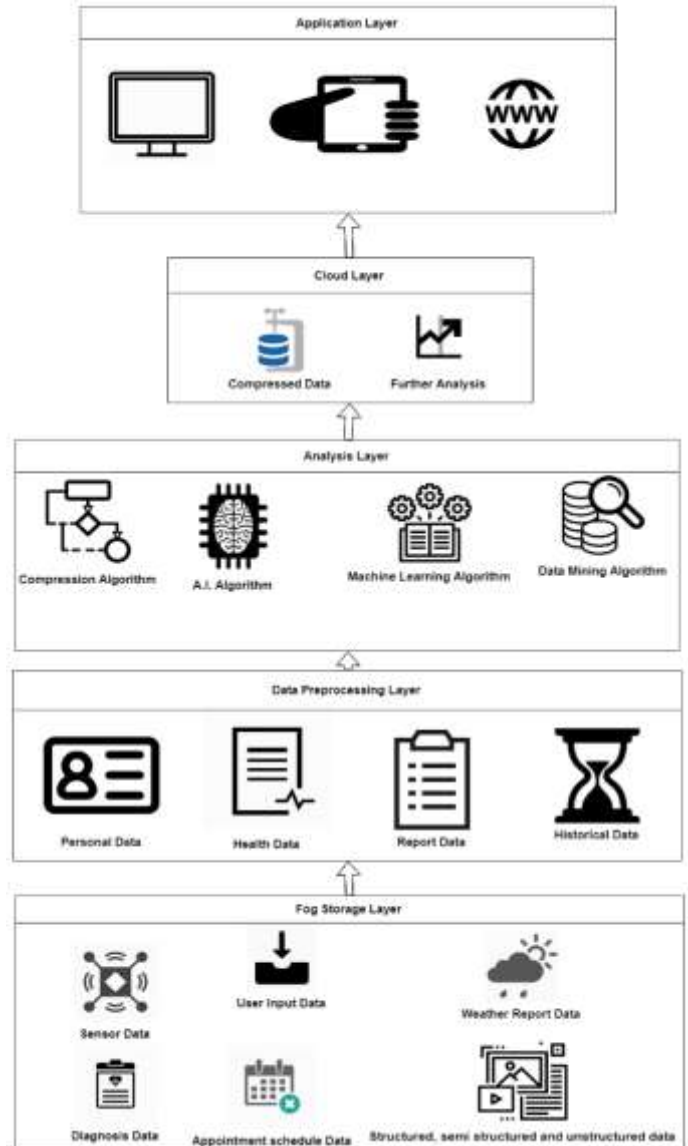 Application Layer
WWW
Cloud Layer
Compressed Data
Further Analysis
Analysis Layer
Compression Algorithm
A.I. Algorithm
Machine Learning Algorithm
Data Mining Algorithm
Data Preprocessing Layer
Personal Data
Health Data
Report Data
Historical Data
Fog Storage Layer
Sensor Data
User Input Data
Weather Report Data
Diagnosis Data
Appointment schedule Data
Structured, semi structured and unstructured data